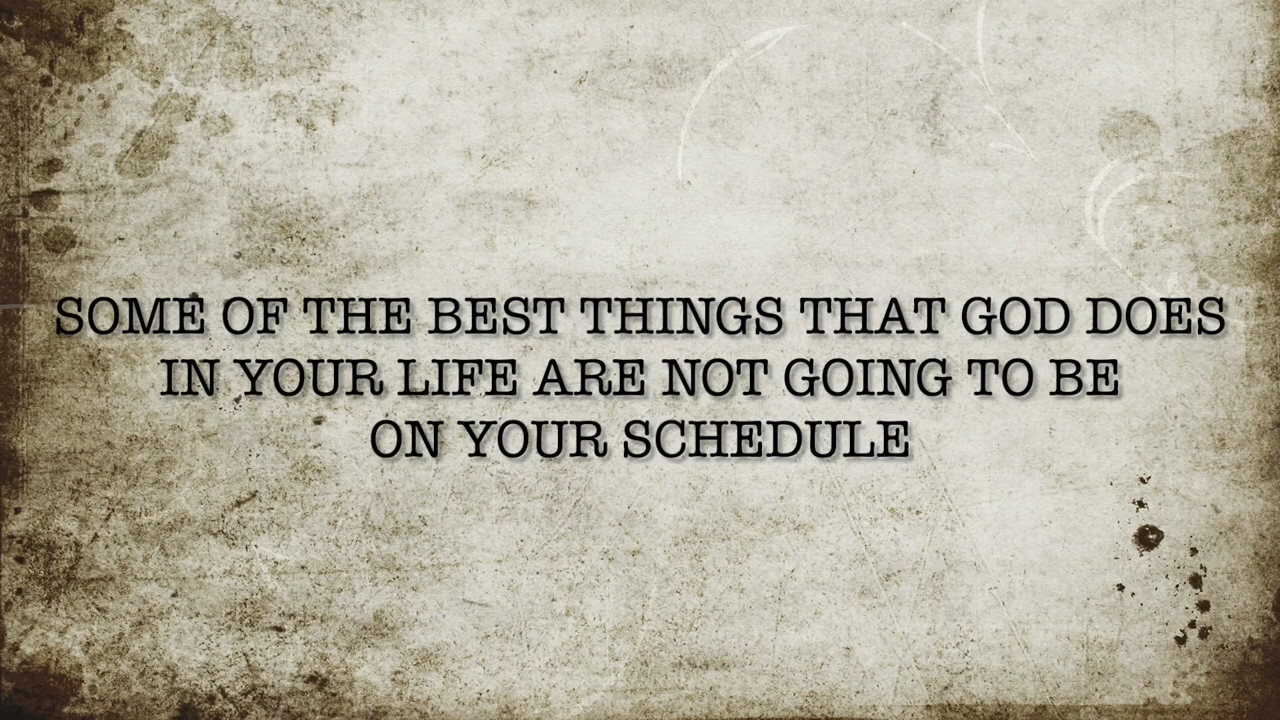 SOME OF THE BEST THINGS THAT GOD DOES
IN YOUR LIFE ARE NOT GOING TO BE
ON YOUR SCHEDULE